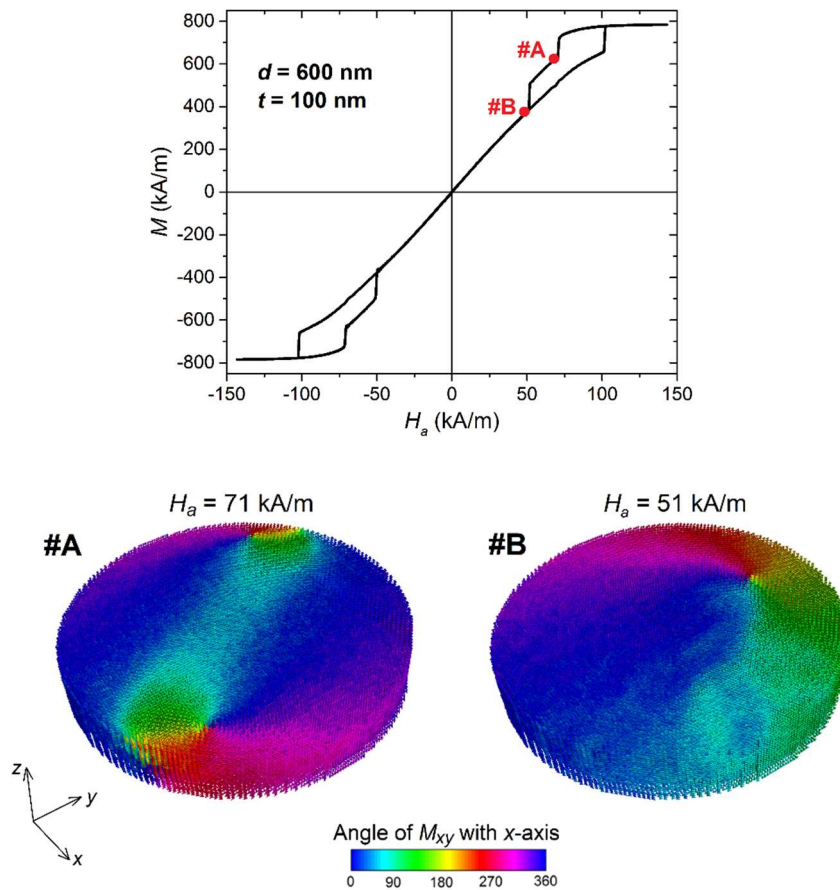 800
600
400
200
0
-200
-400
-600
-800
M (kA/m)
d = 600 nm
t = 100 nm
#A
#B
-150 -100 -50 0 50 100 150
Hₐ (kA/m)
Hₐ = 71 kA/m
#A
Hₐ = 51 kA/m
#B
z
y
x
Angle of Mxy with x-axis
0 90 180 270 360